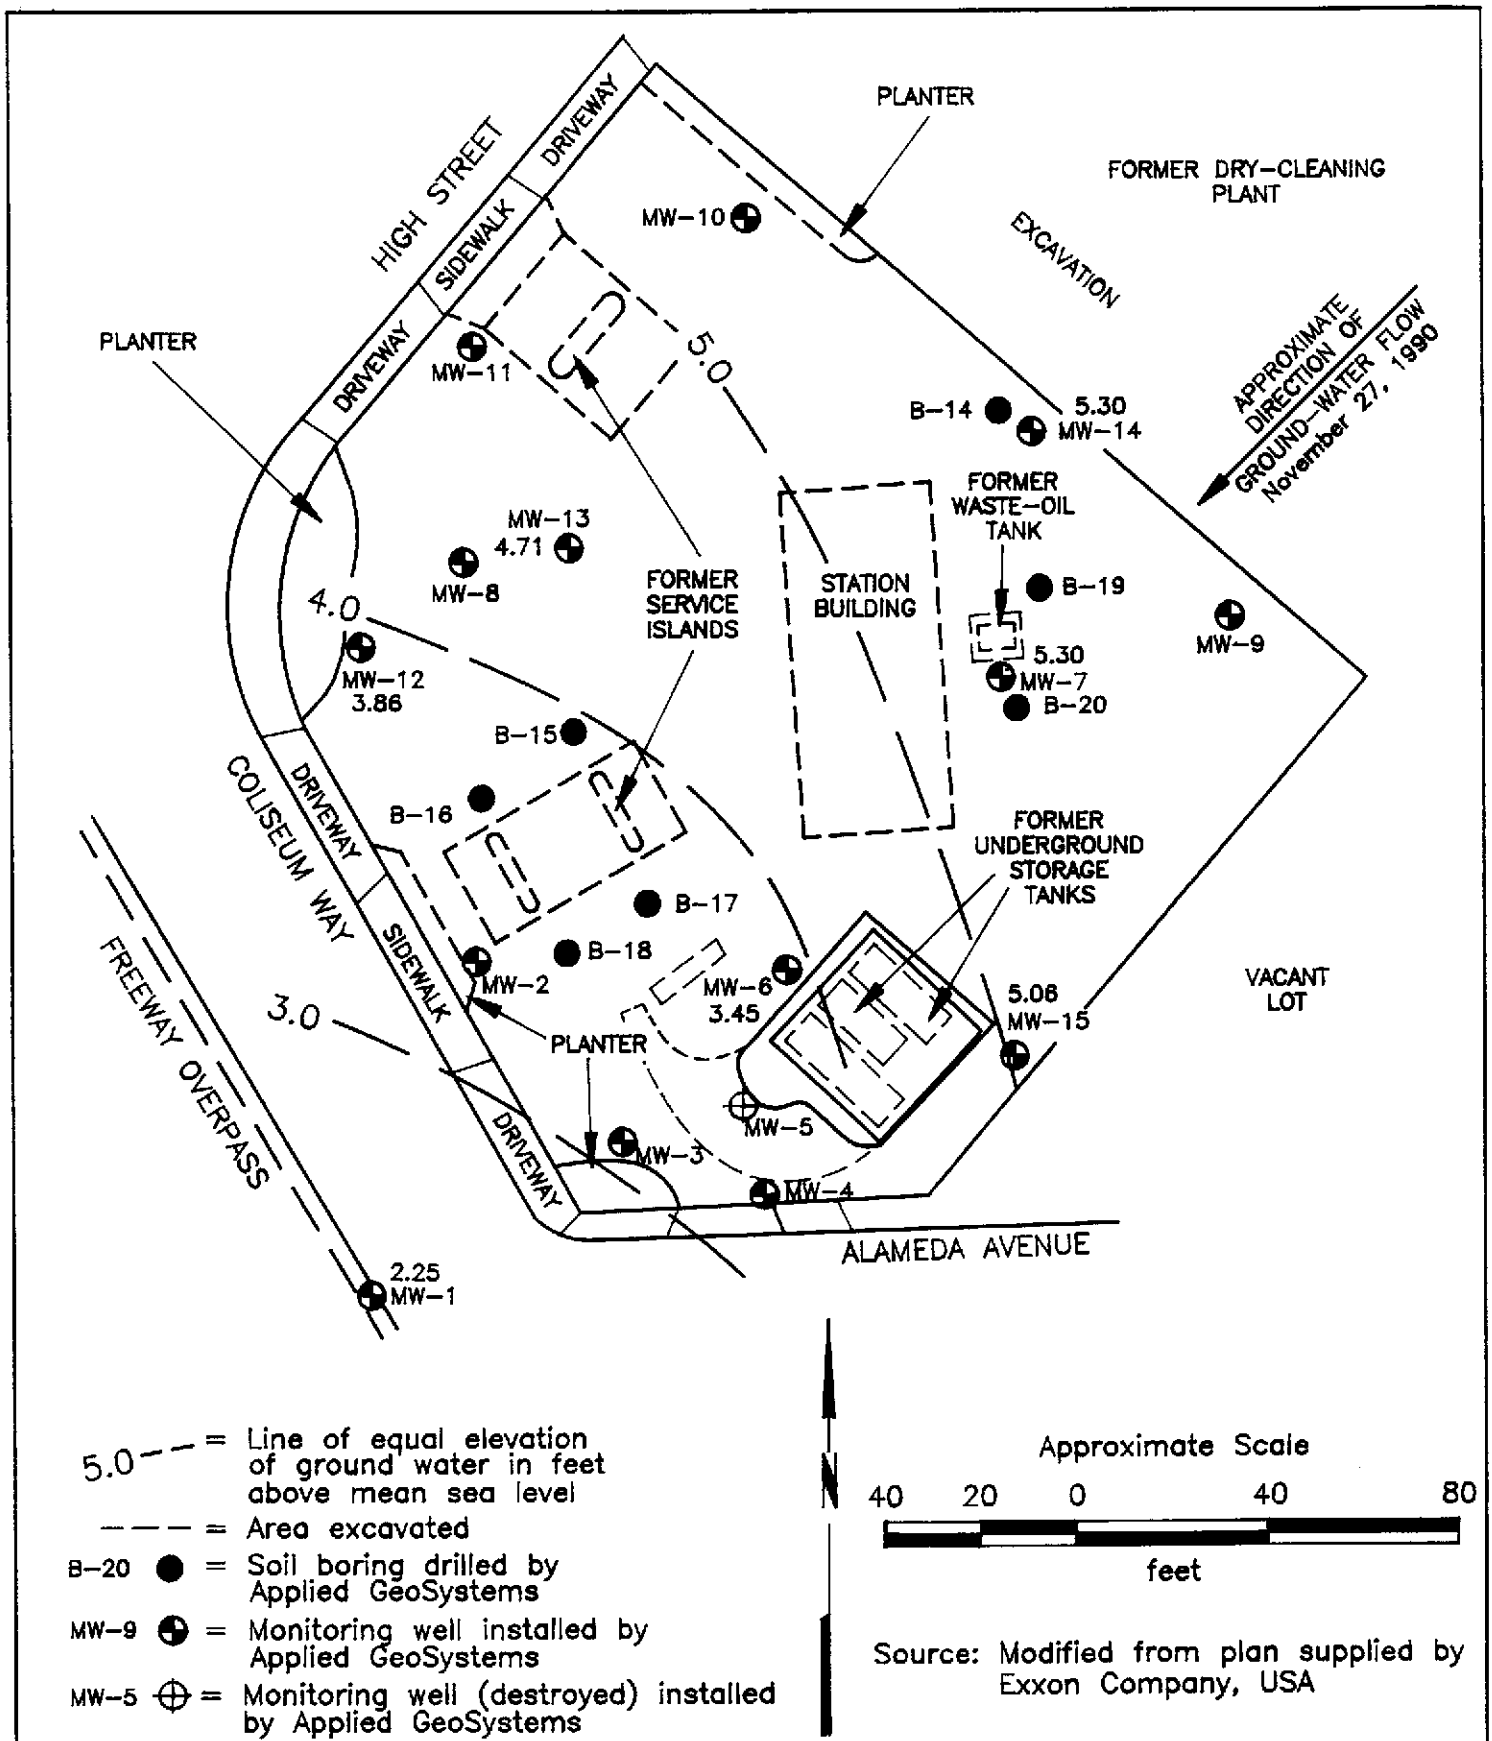 PLANTER
FORMER DRY-CLEANING
PLANT
DRIVEWAY
HIGH STREET
SIDEWALK
MW-10
EXCAVATION
APPROXIMATE
DIRECTION OF
GROUND-WATER FLOW
November 27, 1990
PLANTER
DRIVEWAY
MW-11
5.0
B-14
5.30
MW-14
FORMER
WASTE-OIL
TANK
MW-13
4.71
MW-8
FORMER
SERVICE
ISLANDS
STATION
BUILDING
B-19
MW-9
4.0
MW-12
3.86
5.30
MW-7
B-20
B-15
COLISEUM WAY
DRIVEWAY
B-16
FORMER
UNDERGROUND
STORAGE
TANKS
B-17
FREEWAY OVERPASS
SIDEWALK
B-18
MW-2
MW-6
3.45
VACANT
LOT
3.0
5.06
MW-15
PLANTER
MW-5
DRIVEWAY
MW-3
MW-4
ALAMEDA AVENUE
2.25
MW-1
5.0 = Line of equal elevation
of ground water in feet
above mean sea level
= Area excavated
B-20 = Soil boring drilled by
Applied GeoSystems
MW-9 = Monitoring well installed by
Applied GeoSystems
MW-5 = Monitoring well (destroyed) installed
by Applied GeoSystems
N
Approximate Scale
40 20 0 40 80
feet
Source: Modified from plan supplied by
Exxon Company, USA